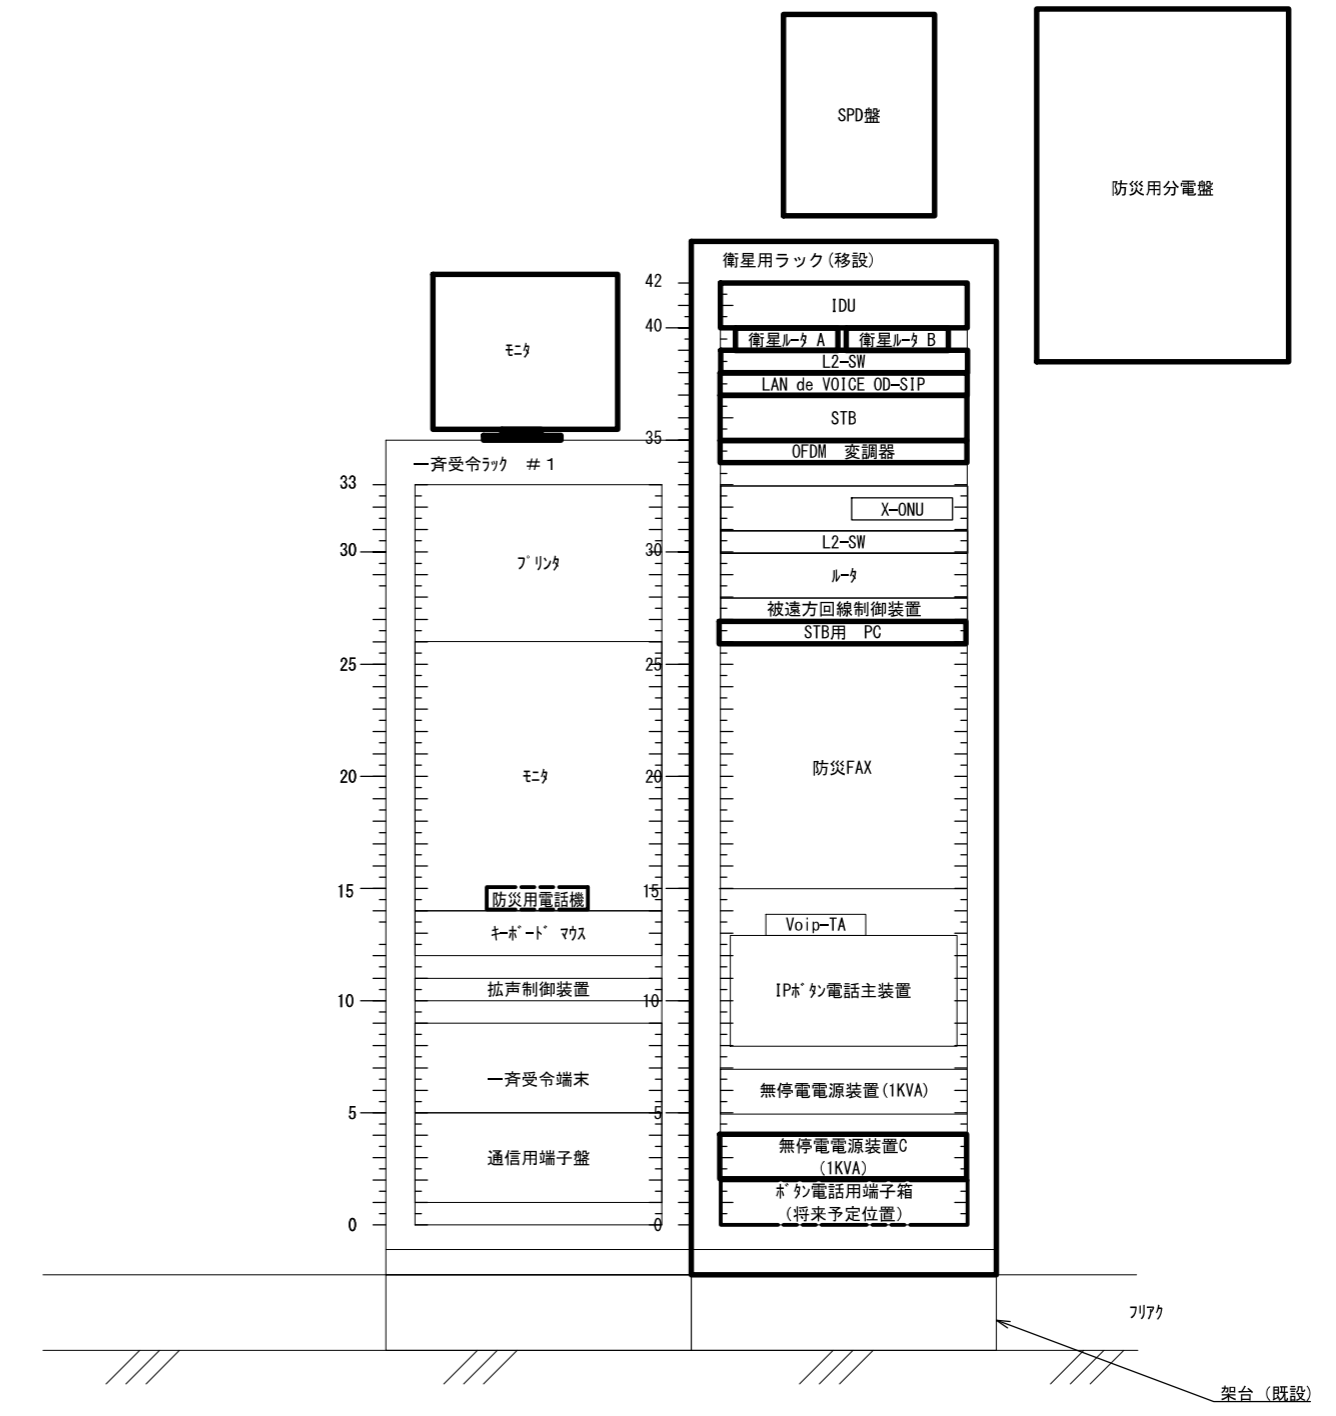 SPD盤
防災用分電盤
衛星用ラック(移設)
42
IDU
40
衛星ﾙｰﾀ A
衛星ﾙｰﾀ B
L2-SW
LAN de VOICE OD-SIP
STB
35
OFDM 変調器
X-ONU
30
L2-SW
ﾙｰﾀ
被遠方回線制御装置
STB用 PC
25
防災FAX
20
15
Voip-TA
IPﾎﾞﾀﾝ電話主装置
10
無停電電源装置(1KVA)
5
無停電電源装置C
(1KVA)
ﾎﾞﾀﾝ電話用端子箱
(将来予定位置)
0
ﾓﾆﾀ
一斉受令ﾗｯｸ #1
33
30
ﾌﾟﾘﾝﾀ
25
20
ﾓﾆﾀ
15
防災用電話機
ｷｰﾎﾞｰﾄﾞ ﾏｳｽ
拡声制御装置
10
一斉受令端末
5
通信用端子盤
0
ﾌﾘｱｸ
架台 (既設)